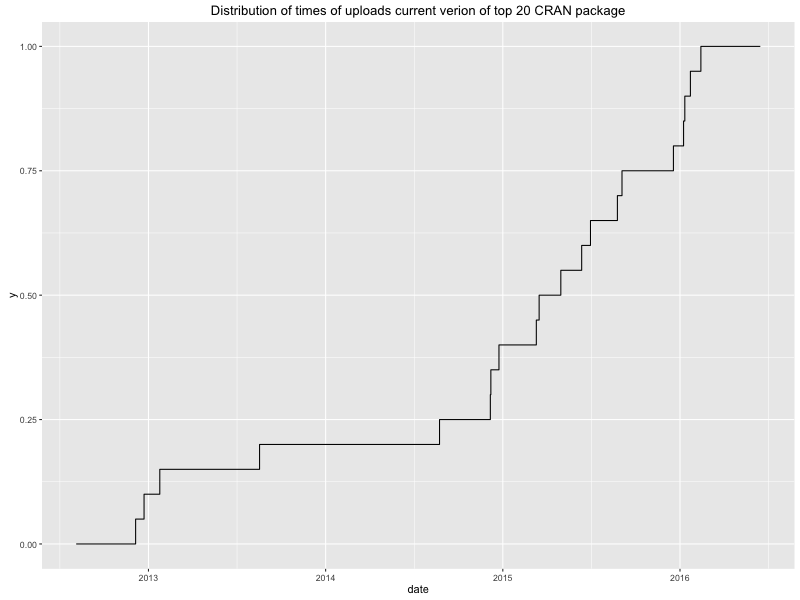 Distribution of times of uploads current verion of top 20 CRAN package
1.00
0.75
y
0.50
0.25
0.00
2013 2014 2015 2016
date